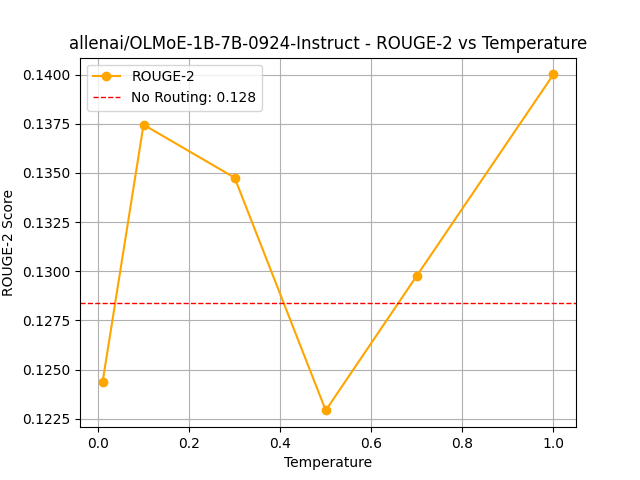 allenai/OLMoE-1B-7B-0924-Instruct - ROUGE-2 vs Temperature
ROUGE-2
No Routing: 0.128
ROUGE-2 Score
0.1400
0.1375
0.1350
0.1325
0.1300
0.1275
0.1250
0.1225
0.0 0.2 0.4 0.6 0.8 1.0
Temperature